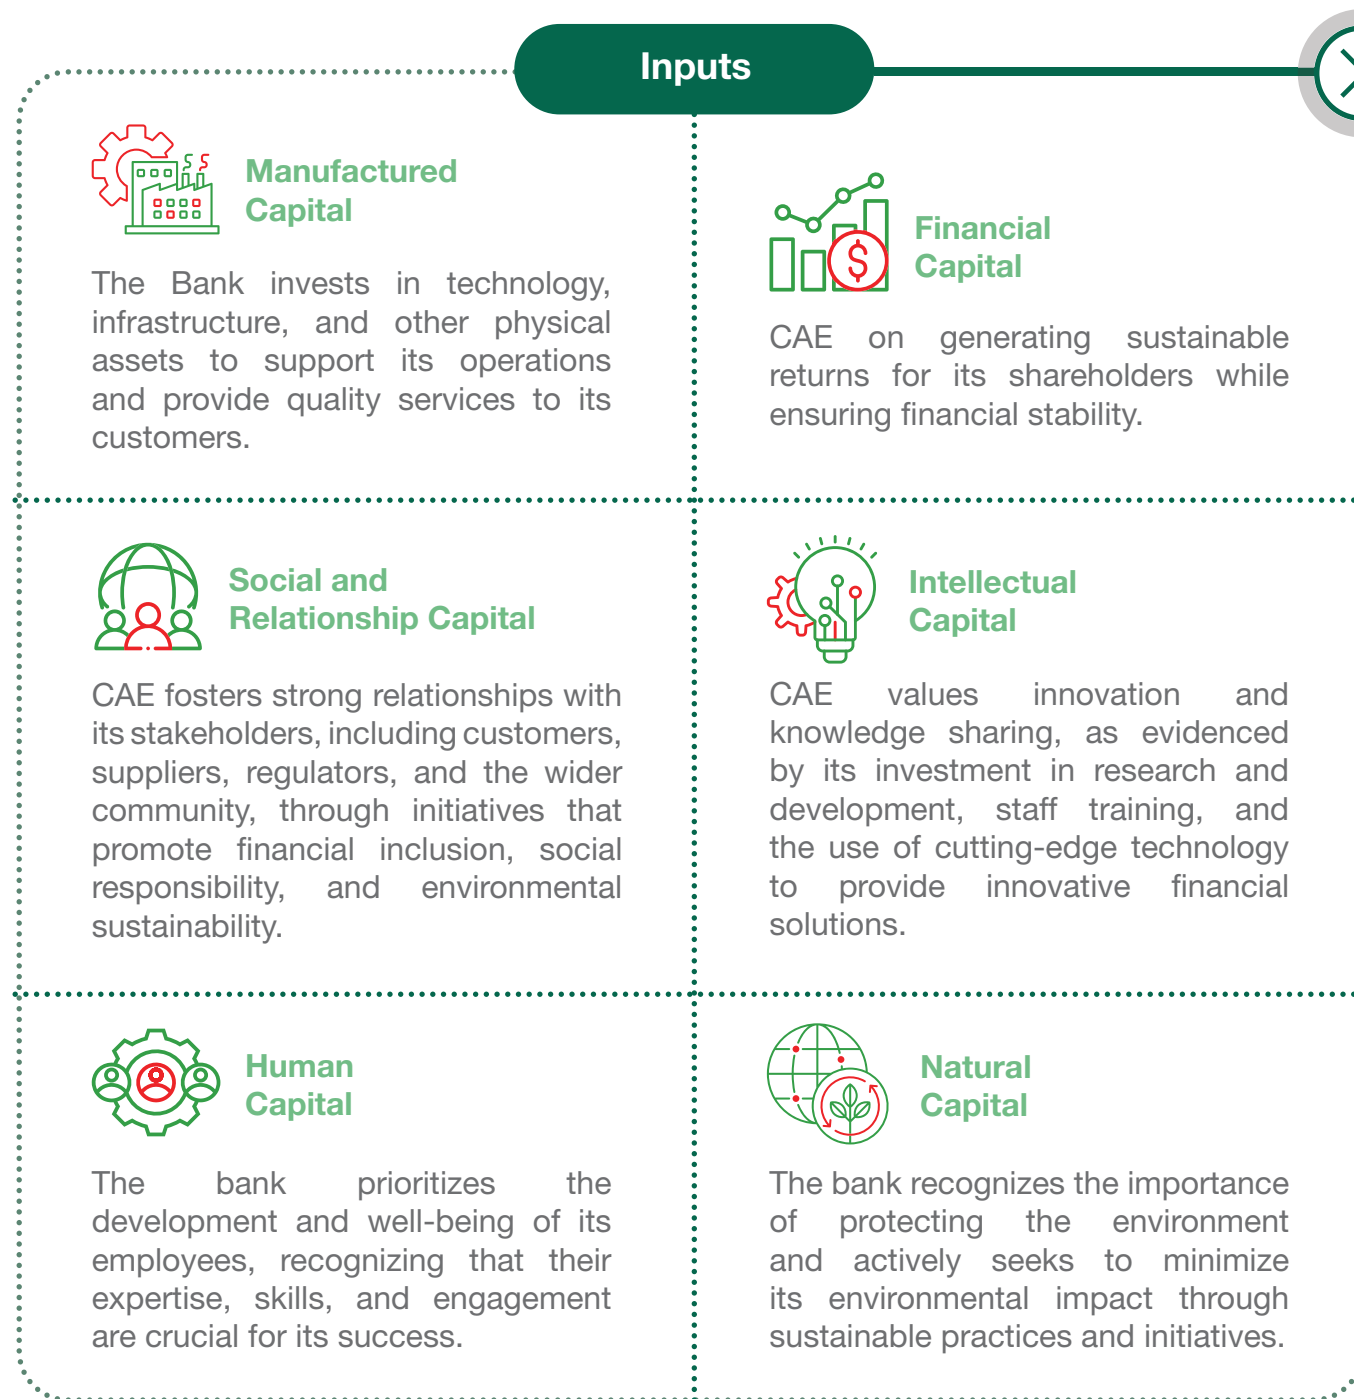 Inputs
Manufactured
Capital
The Bank invests in technology,
infrastructure, and other physical
assets to support its operations
and provide quality services to its
customers.
Financial
Capital
CAE on generating sustainable
returns for its shareholders while
ensuring financial stability.
Social and
Relationship Capital
CAE fosters strong relationships with
its stakeholders, including customers,
suppliers, regulators, and the wider
community, through initiatives that
promote financial inclusion, social
responsibility, and environmental
sustainability.
Intellectual
Capital
CAE values innovation and
knowledge sharing, as evidenced
by its investment in research and
development, staff training, and
the use of cutting-edge technology
to provide innovative financial
solutions.
Human
Capital
The bank prioritizes the
development and well-being of its
employees, recognizing that their
expertise, skills, and engagement
are crucial for its success.
Natural
Capital
The bank recognizes the importance
of protecting the environment
and actively seeks to minimize
its environmental impact through
sustainable practices and initiatives.